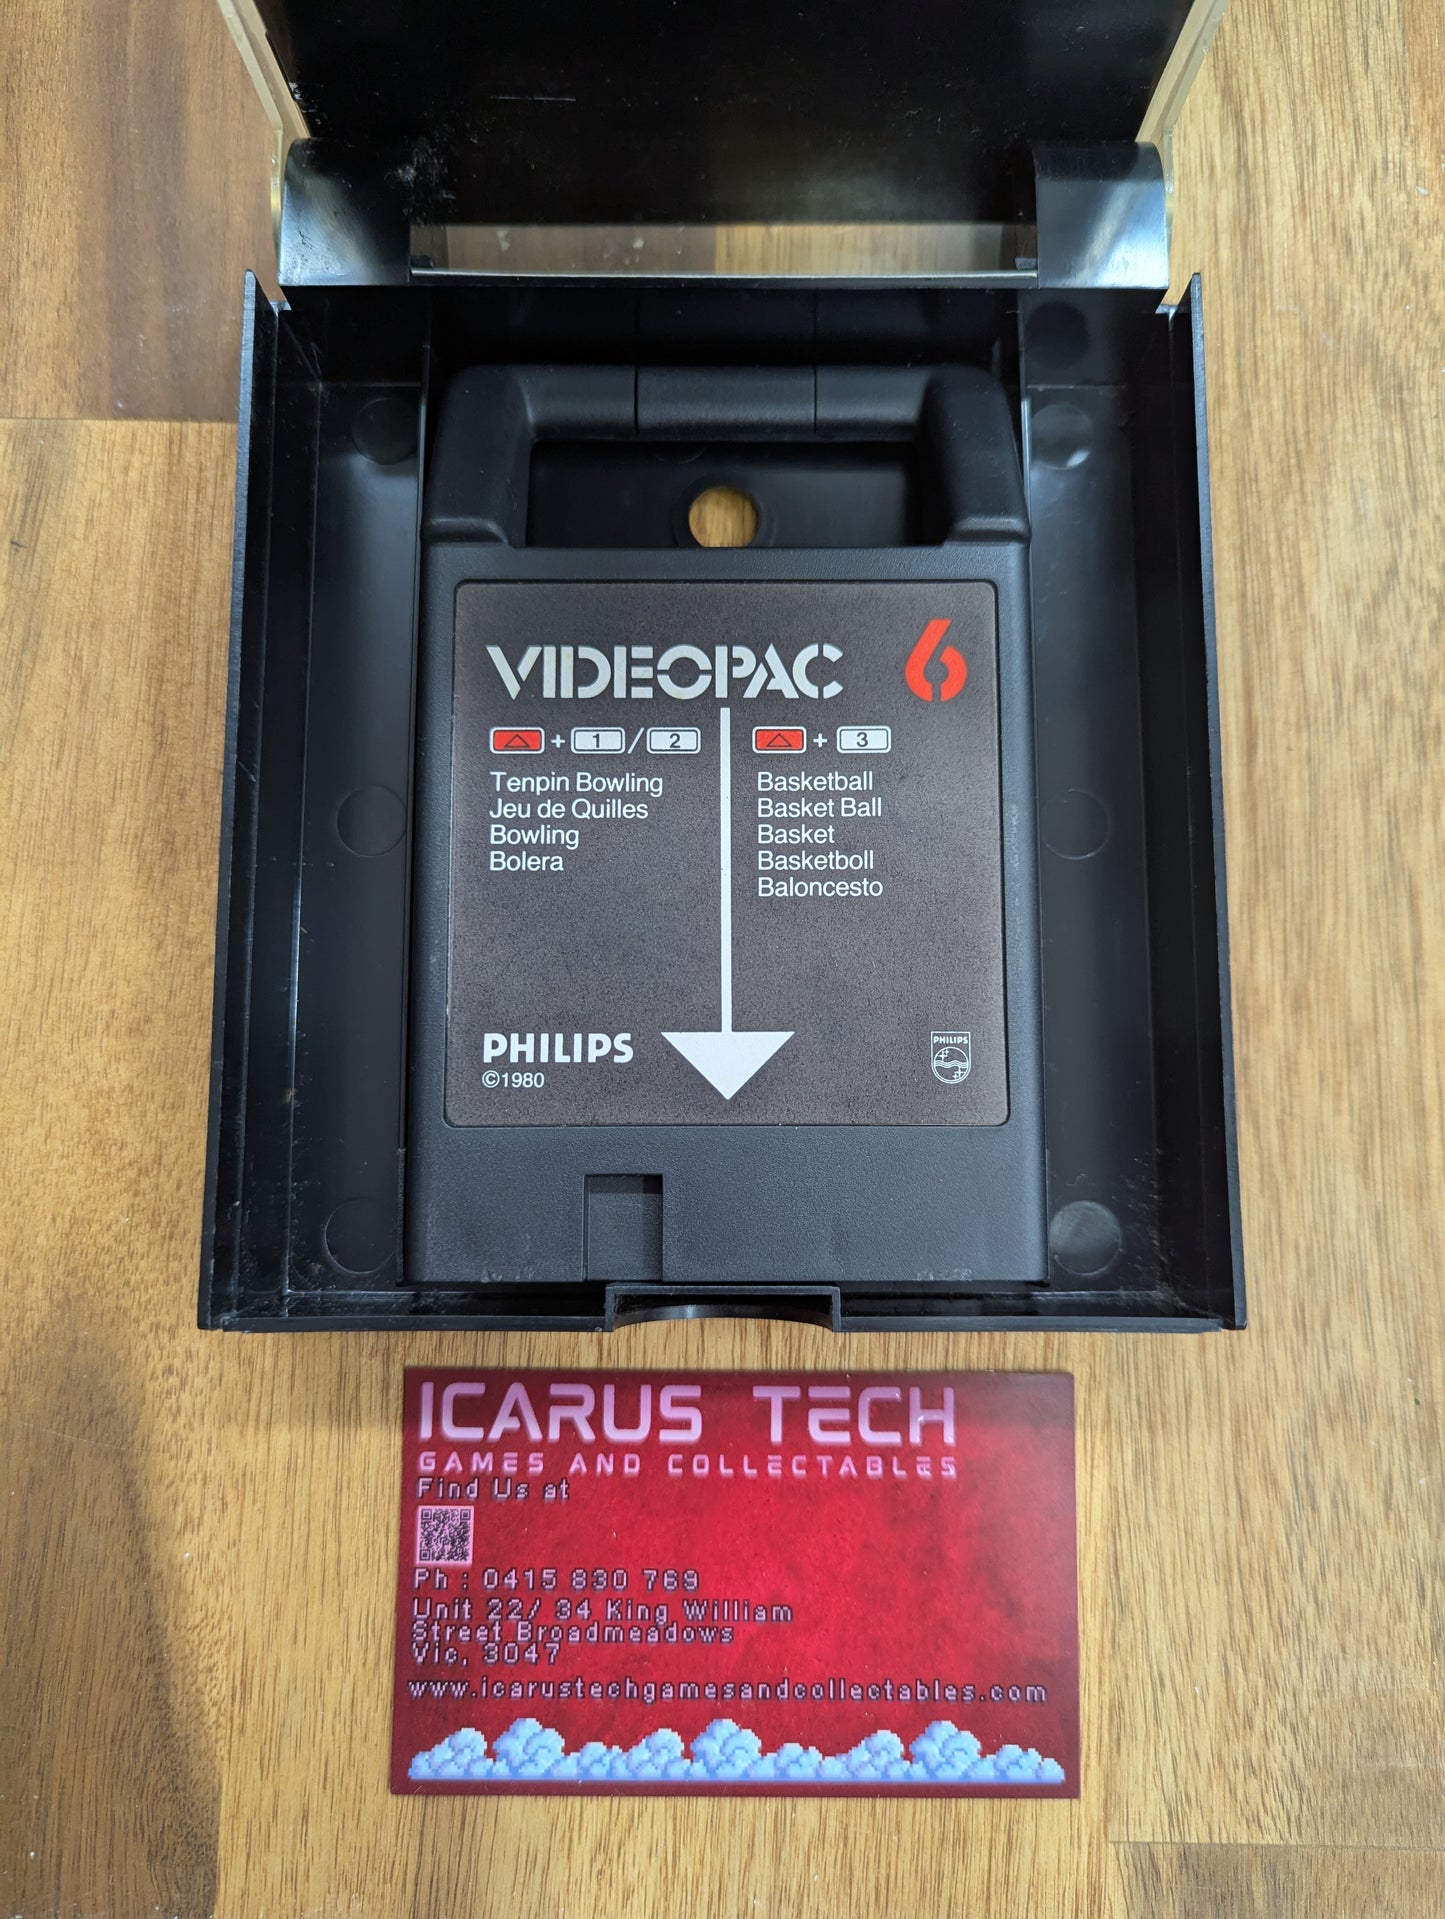 VIDEOPAC 6
+ 1 / 2
Tenpin Bowling
Jeu de Quilles
Bowling
Bolera
+ 3
Basketball
Basket Ball
Basket
Basketboll
Baloncesto
PHILIPS
©1980
PHILIPS
ICARUS TECH
GAMES AND COLLECTABLES
Find Us at
Ph : 0415 830 769
Unit 22/ 34 King William
Street Broadmeadows
Vic, 3047
www.icarustechgamesandcollectables.com